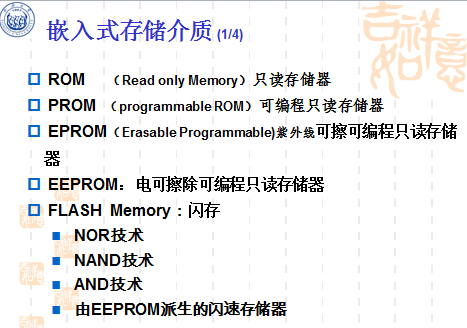 嵌入式存储介质 (1/4)
ROM （Read only Memory）只读存储器
PROM （programmable ROM）可编程只读存储器
EPROM（Erasable Programmable)紫外线可擦可编程只读存储
器
EEPROM：电可擦除可编程只读存储器
FLASH Memory：闪存
NOR技术
NAND技术
AND技术
由EEPROM派生的闪速存储器